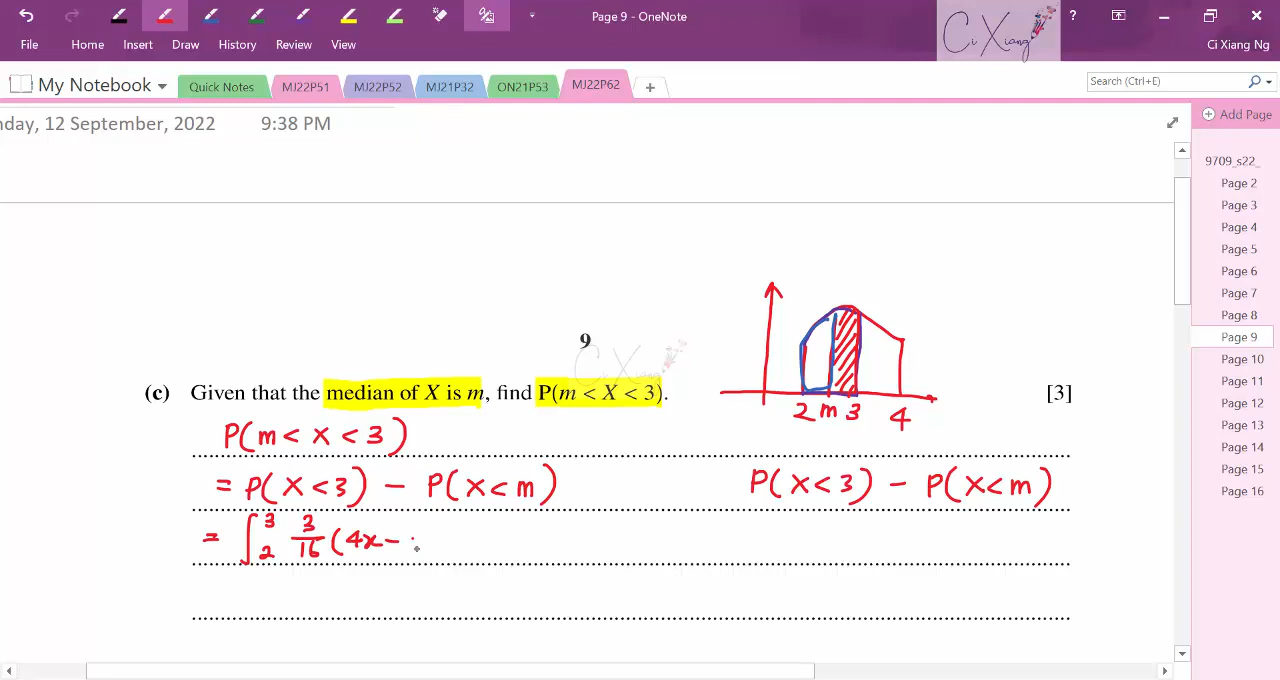 Page 9 - OneNote
Ci Xiang
?
File Home Insert Draw History Review View
Ci Xiang Ng
My Notebook Quick Notes MJ22P51 MJ22P52 MJ21P32 ON21P53 MJ22P62 +
Search (Ctrl+E)
nday, 12 September, 2022 9:38 PM
Add Page
9709_s22_
Page 2
Page 3
Page 4
Page 5
Page 6
Page 7
Page 8
Page 9
Page 10
Page 11
Page 12
Page 13
Page 14
Page 15
Page 16
9
Ci Xiang
(c) Given that the median of X is m, find P(m < X < 3). [3]
2 m 3 4
P(m < X < 3)
= P(X < 3) - P(X < m) P(X < 3) - P(X < m)
= ∫₂³ 3/16 (4x -